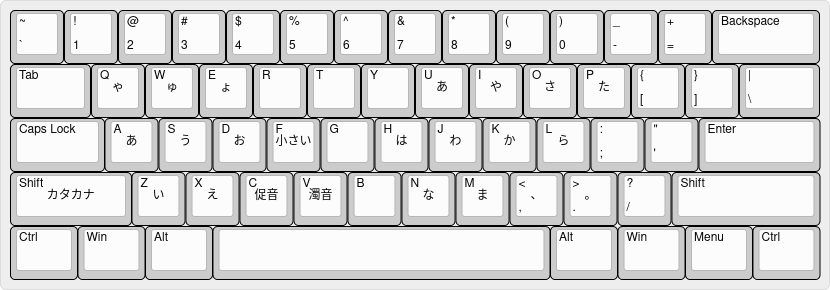 ~ ! @ # $ % ^ & * ( ) _ + Backspace
` 1 2 3 4 5 6 7 8 9 0 - =
Tab Q W E R T Y U I O P { } |
ゃ ゅ ょ あ や さ た
[ ] \
Caps Lock A S D F G H J K L : " Enter
あ う お 小さい は わ か ら
; '
Shift Z X C V B N M < > ? Shift
カタカナ い え 促音 濁音 な ま 、 。
, . /
Ctrl Win Alt Alt Win Menu Ctrl